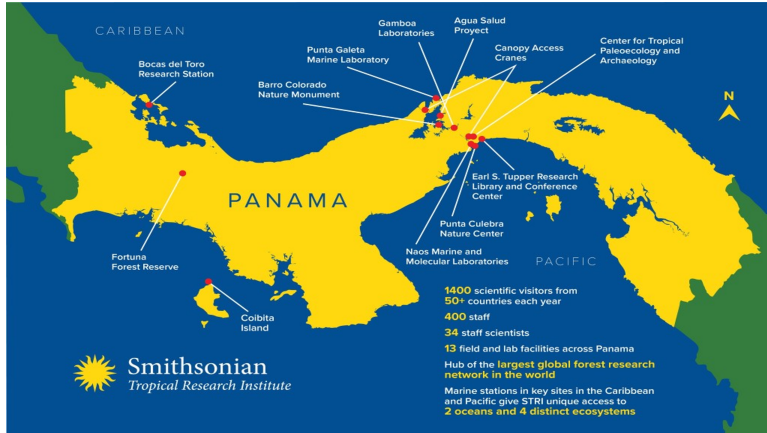 CARIBBEAN
Bocas del Toro
Research Station
Punta Galeta
Marine Laboratory
Barro Colorado
Nature Monument
Gamboa
Laboratories
Agua Salud
Project
Canopy Access
Cranes
Center for Tropical
Paleoecology and
Archaeology
N
PANAMA
Fortuna
Forest Reserve
Coibita
Island
Earl S. Tupper Research
Library and Conference
Center
Punta Culebra
Nature Center
Naos Marine and
Molecular Laboratories
PACIFIC
1400 scientific visitors from
50+ countries each year
400 staff
34 staff scientists
13 field and lab facilities across Panama
Hub of the largest global forest research
network in the world
Marine stations in key sites in the Caribbean
and Pacific give STRI unique access to
2 oceans and 4 distinct ecosystems
Smithsonian
Tropical Research Institute